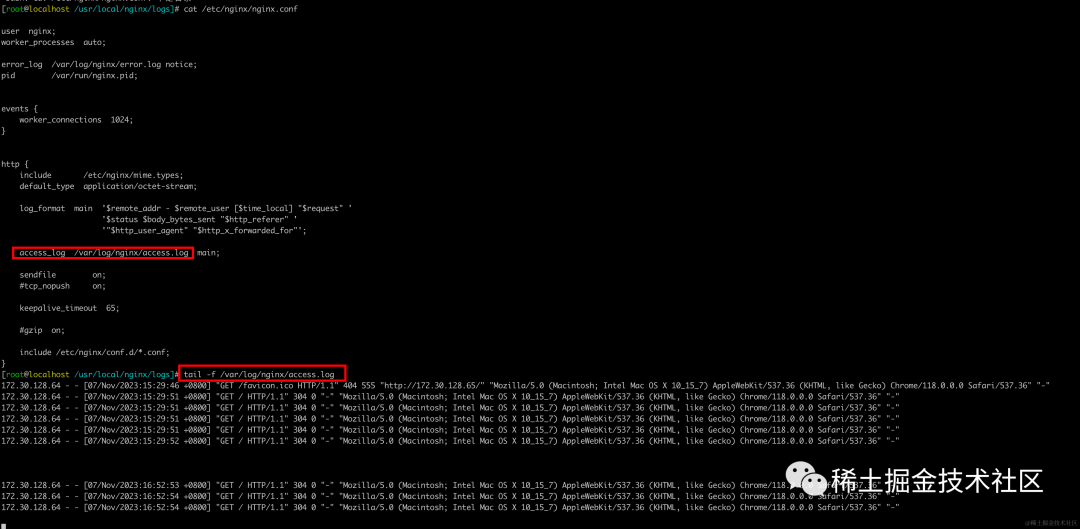 [root@localhost /usr/local/nginx/logs]# cat /etc/nginx/nginx.conf
user  nginx;
worker_processes  auto;
error_log  /var/log/nginx/error.log notice;
pid        /var/run/nginx.pid;
events {
    worker_connections  1024;
}
http {
    include       /etc/nginx/mime.types;
    default_type  application/octet-stream;
    log_format  main  '$remote_addr - $remote_user [$time_local] "$request" '
                      '$status $body_bytes_sent "$http_referer" '
                      '"$http_user_agent" "$http_x_forwarded_for"';
    access_log  /var/log/nginx/access.log  main;
    sendfile        on;
    #tcp_nopush     on;
    keepalive_timeout  65;
    #gzip  on;
    include /etc/nginx/conf.d/*.conf;
}
[root@localhost /usr/local/nginx/logs]# tail -f /var/log/nginx/access.log
172.30.128.64 - - [07/Nov/2023:15:29:46 +0800] "GET /favicon.ico HTTP/1.1" 404 555 "http://172.30.128.65/" "Mozilla/5.0 (Macintosh; Intel Mac OS X 10_15_7) AppleWebKit/537.36 (KHTML, like Gecko) Chrome/118.0.0.0 Safari/537.36" "-"
172.30.128.64 - - [07/Nov/2023:15:29:51 +0800] "GET / HTTP/1.1" 304 0 "-" "Mozilla/5.0 (Macintosh; Intel Mac OS X 10_15_7) AppleWebKit/537.36 (KHTML, like Gecko) Chrome/118.0.0.0 Safari/537.36" "-"
172.30.128.64 - - [07/Nov/2023:15:29:51 +0800] "GET / HTTP/1.1" 304 0 "-" "Mozilla/5.0 (Macintosh; Intel Mac OS X 10_15_7) AppleWebKit/537.36 (KHTML, like Gecko) Chrome/118.0.0.0 Safari/537.36" "-"
172.30.128.64 - - [07/Nov/2023:15:29:51 +0800] "GET / HTTP/1.1" 304 0 "-" "Mozilla/5.0 (Macintosh; Intel Mac OS X 10_15_7) AppleWebKit/537.36 (KHTML, like Gecko) Chrome/118.0.0.0 Safari/537.36" "-"
172.30.128.64 - - [07/Nov/2023:15:29:51 +0800] "GET / HTTP/1.1" 304 0 "-" "Mozilla/5.0 (Macintosh; Intel Mac OS X 10_15_7) AppleWebKit/537.36 (KHTML, like Gecko) Chrome/118.0.0.0 Safari/537.36" "-"
172.30.128.64 - - [07/Nov/2023:15:29:52 +0800] "GET / HTTP/1.1" 304 0 "-" "Mozilla/5.0 (Macintosh; Intel Mac OS X 10_15_7) AppleWebKit/537.36 (KHTML, like Gecko) Chrome/118.0.0.0 Safari/537.36" "-"
172.30.128.64 - - [07/Nov/2023:16:52:53 +0800] "GET / HTTP/1.1" 304 0 "-" "Mozilla/5.0 (Macintosh; Intel Mac OS X 10_15_7) AppleWebKit/537.36 (KHTML, like Gecko)
172.30.128.64 - - [07/Nov/2023:16:52:54 +0800] "GET / HTTP/1.1" 304 0 "-" "Mozilla/5.0 (Macintosh; Intel Mac OS X 10_15_7) AppleWebKit/537.36 (KHTML, like Gecko)
172.30.128.64 - - [07/Nov/2023:16:52:54 +0800] "GET / HTTP/1.1" 304 0 "-" "Mozilla/5.0 (Macintosh; Intel Mac OS X 10_15_7) AppleWebKit/537.36 (KHTML, like Gecko) Chrome/118.0.0.0 Safari/537.36" "-"
稀土掘金技术社区
@稀土掘金技术社区